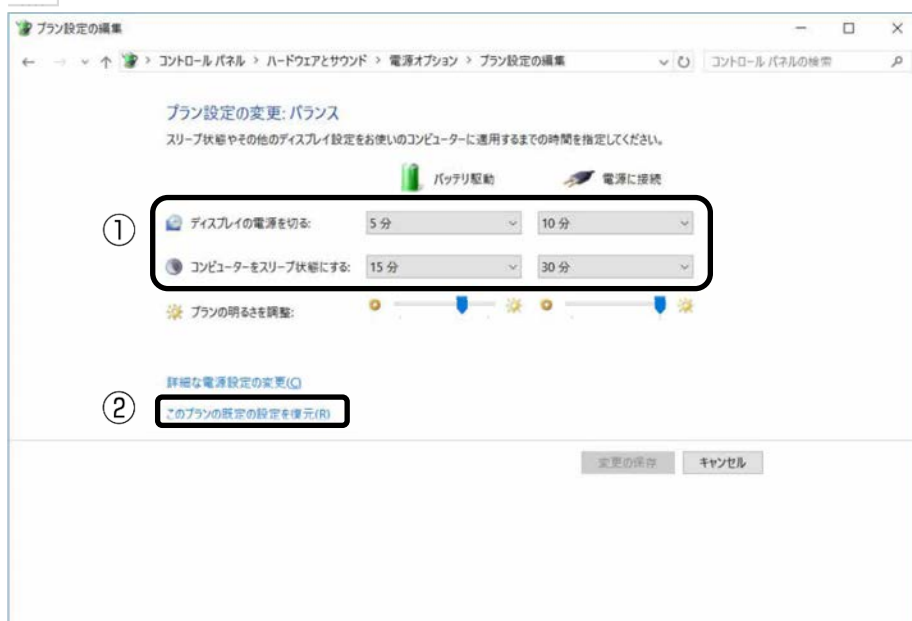 プラン設定の編集
コントロール パネル > ハードウェアとサウンド > 電源オプション > プラン設定の編集
コントロール パネルの検索
プラン設定の変更: バランス
スリープ状態やその他のディスプレイ設定をお使いのコンピューターに適用するまでの時間を指定してください。
バッテリ駆動 電源に接続
① ディスプレイの電源を切る: 5 分 10 分
コンピューターをスリープ状態にする: 15 分 30 分
プランの明るさを調整:
詳細な電源設定の変更(C)
② このプランの既定の設定を復元(R)
変更の保存 キャンセル